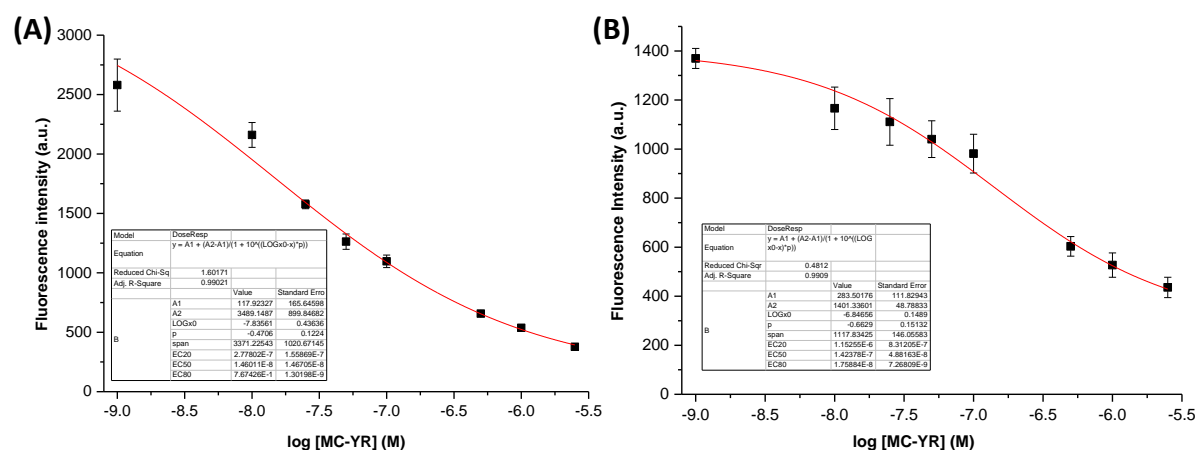 (A)
Fluorescence intensity (a.u.)
3000
2500
2000
1500
1000
500
0
Model DoseResp
Equation y = A1 + (A2-A1)/(1 + 10^((LOGx0-x)*p))
Reduced Chi-Sq 1.60171
Adj. R-Square 0.99021
Value Standard Erro
B
A1 117.92327 165.64598
A2 3489.1487 899.84682
LOGx0 -7.83561 0.43636
p -0.4706 0.1224
span 3371.22543 1020.67145
EC20 2.77802E-7 1.55869E-7
EC50 1.46011E-8 1.46705E-8
EC80 7.67426E-1 1.30198E-9
-9.0 -8.5 -8.0 -7.5 -7.0 -6.5 -6.0 -5.5
log [MC-YR] (M)
(B)
Fluorescence Intensity (a.u.)
1400
1200
1000
800
600
400
200
0
Model DoseResp
Equation y = A1 + (A2-A1)/(1 + 10^((LOG
x0-x)*p))
Reduced Chi-Sqr 0.4812
Adj. R-Square 0.9909
Value Standard Error
B
A1 283.50176 111.82943
A2 1401.33601 48.78833
LOGx0 -6.84656 0.1489
p -0.6629 0.15132
span 1117.83425 146.05583
EC20 1.15255E-6 8.31205E-7
EC50 1.42378E-7 4.88163E-8
EC80 1.75884E-8 7.26809E-9
-9.0 -8.5 -8.0 -7.5 -7.0 -6.5 -6.0 -5.5
log [MC-YR] (M)